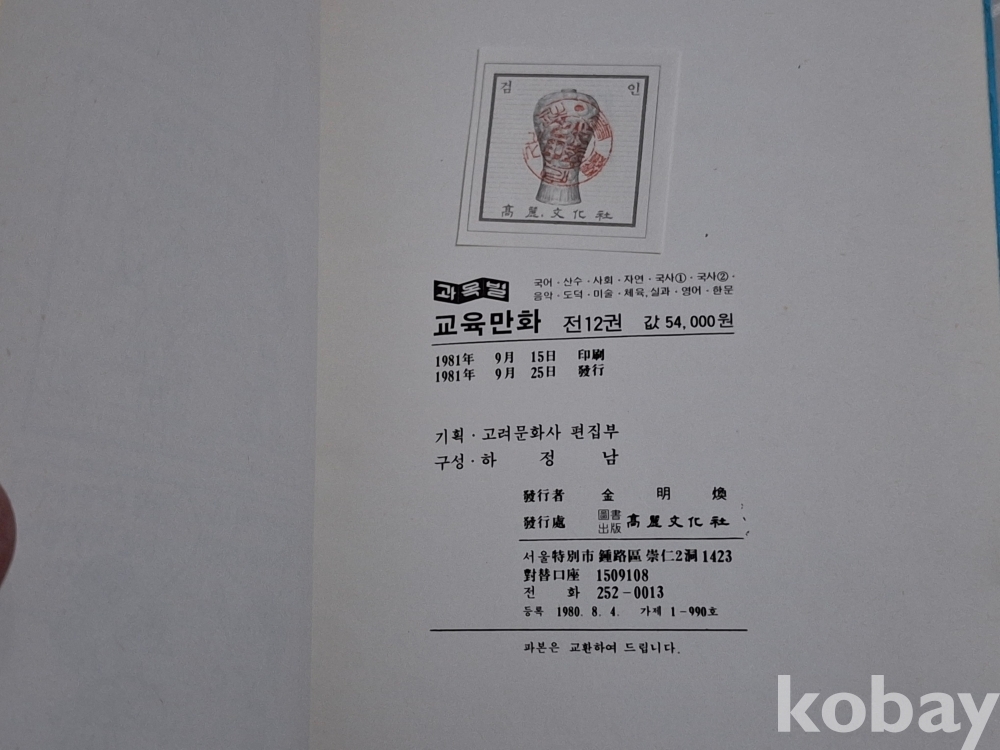 검 인
高麗文化社
과목별 국어·산수·사회·자연·국사①·국사②·
음악·도덕·미술·체육,실과·영어·한문
교육만화 전12권 값 54,000원
1981年 9月 15日 印刷
1981年 9月 25日 發行
기획·고려문화사 편집부
구성·하 정 남
發行者 金 明 煥
發行處 圖書出版 高麗文化社
서울特別市 鍾路區 崇仁2洞 1423
對替口座 1509108
전 화 252-0013
등록 1980. 8. 4. 가제 1-990호
파본은 교환하여 드립니다.
kobay